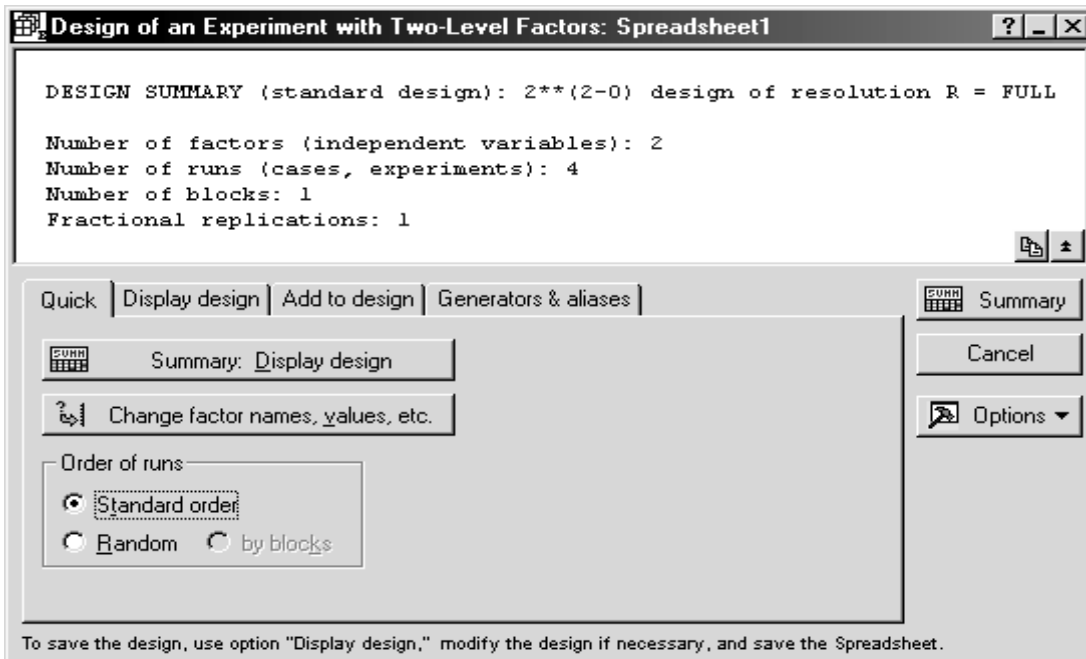 Design of an Experiment with Two-Level Factors: Spreadsheet1
DESIGN SUMMARY (standard design): 2**(2-0) design of resolution R = FULL
Number of factors (independent variables): 2
Number of runs (cases, experiments): 4
Number of blocks: 1
Fractional replications: 1
Quick Display design Add to design Generators & aliases
SUMM Summary
SUMM Summary: Display design
Cancel
Change factor names, values, etc.
Options
Order of runs
Standard order
Random by blocks
To save the design, use option "Display design," modify the design if necessary, and save the Spreadsheet.